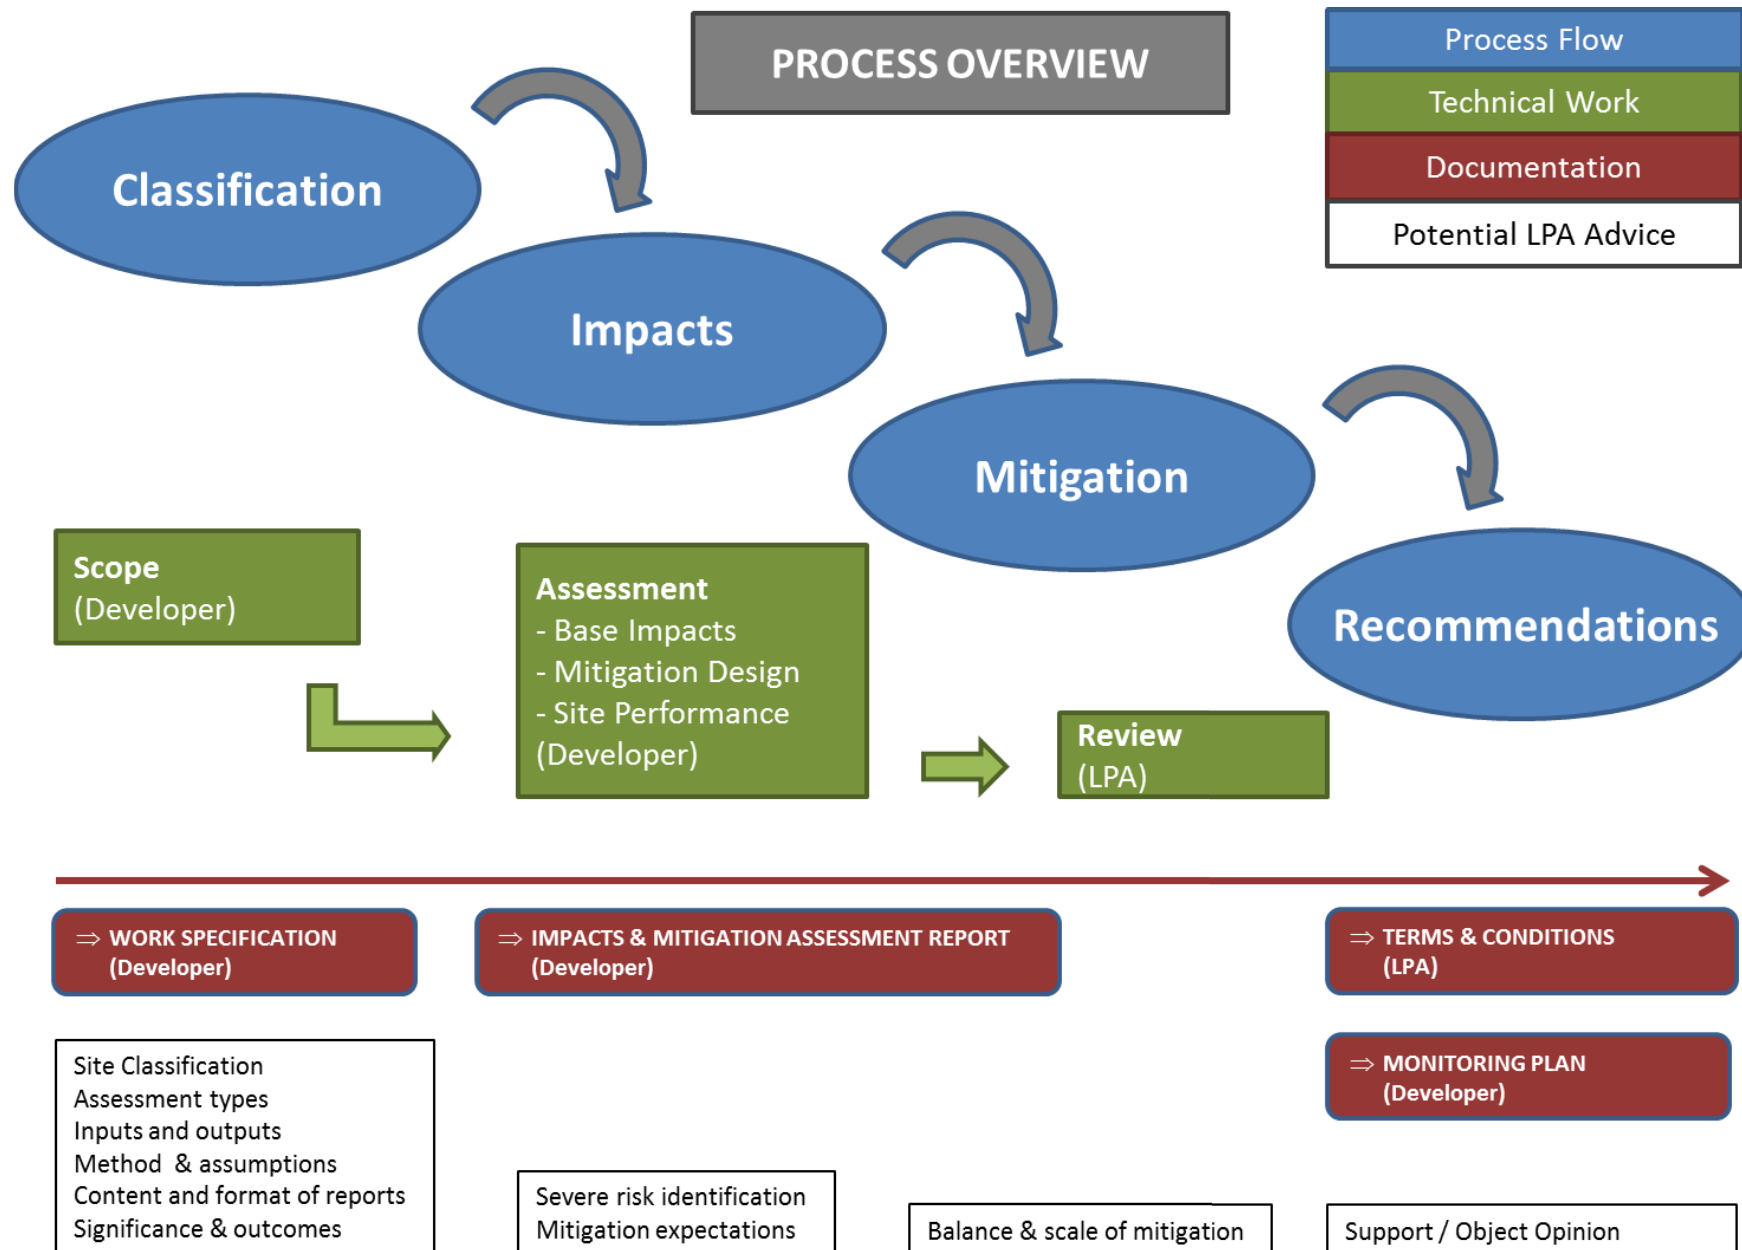 PROCESS OVERVIEW
Process Flow
Technical Work
Documentation
Potential LPA Advice
Classification
Impacts
Mitigation
Recommendations
Scope
(Developer)
Assessment
- Base Impacts
- Mitigation Design
- Site Performance
(Developer)
Review
(LPA)
⇒ WORK SPECIFICATION
(Developer)
⇒ IMPACTS & MITIGATION ASSESSMENT REPORT
(Developer)
⇒ TERMS & CONDITIONS
(LPA)
⇒ MONITORING PLAN
(Developer)
Site Classification
Assessment types
Inputs and outputs
Method & assumptions
Content and format of reports
Significance & outcomes
Severe risk identification
Mitigation expectations
Balance & scale of mitigation
Support / Object Opinion